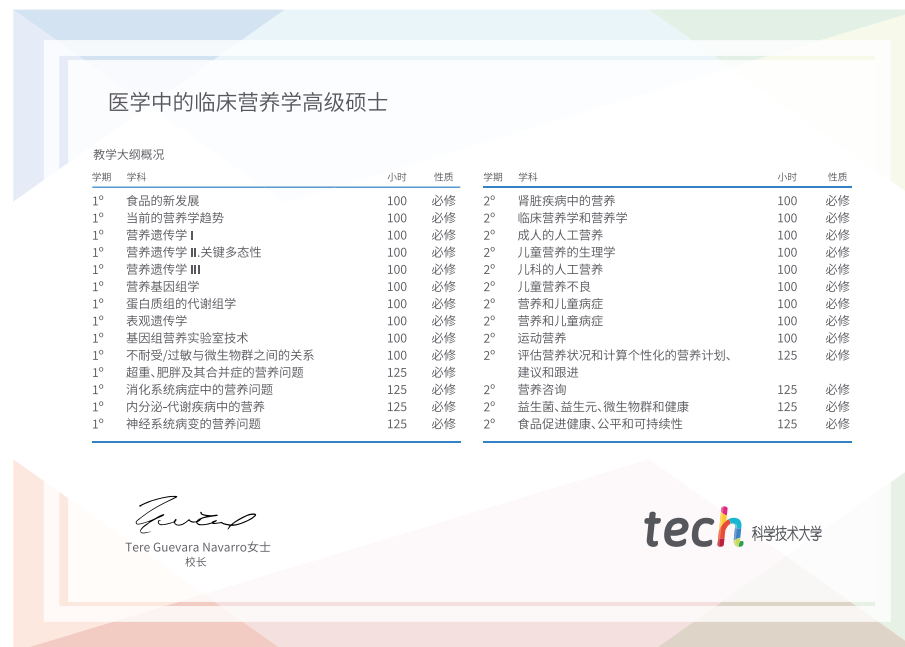 医学中的临床营养学高级硕士
教学大纲概况
学期 学科 小时 性质
1º 食品的新发展 100 必修
1º 当前的营养学趋势 100 必修
1º 营养遗传学 I 100 必修
1º 营养遗传学 II.关键多态性 100 必修
1º 营养遗传学 III 100 必修
1º 营养基因组学 100 必修
1º 蛋白质组的代谢组学 100 必修
1º 表观遗传学 100 必修
1º 基因组营养实验室技术 100 必修
1º 不耐受/过敏与微生物群之间的关系 100 必修
1º 超重、肥胖及其合并症的营养问题 125 必修
1º 消化系统病症中的营养问题 125 必修
1º 内分泌-代谢疾病中的营养 125 必修
1º 神经系统病变的营养问题 125 必修
学期 学科 小时 性质
2º 肾脏疾病中的营养 100 必修
2º 临床营养学和营养学 100 必修
2º 成人的人工营养 100 必修
2º 儿童营养的生理学 100 必修
2º 儿科的人工营养 100 必修
2º 儿童营养不良 100 必修
2º 营养和儿童病症 100 必修
2º 营养和儿童病症 100 必修
2º 运动营养 100 必修
2º 评估营养状况和计算个性化的营养计划、 125 必修
建议和跟进
2º 营养咨询 125 必修
2º 益生菌、益生元、微生物群和健康 125 必修
2º 食品促进健康、公平和可持续性 125 必修
Tere Guevara Navarro女士
校长
tech 科学技术大学